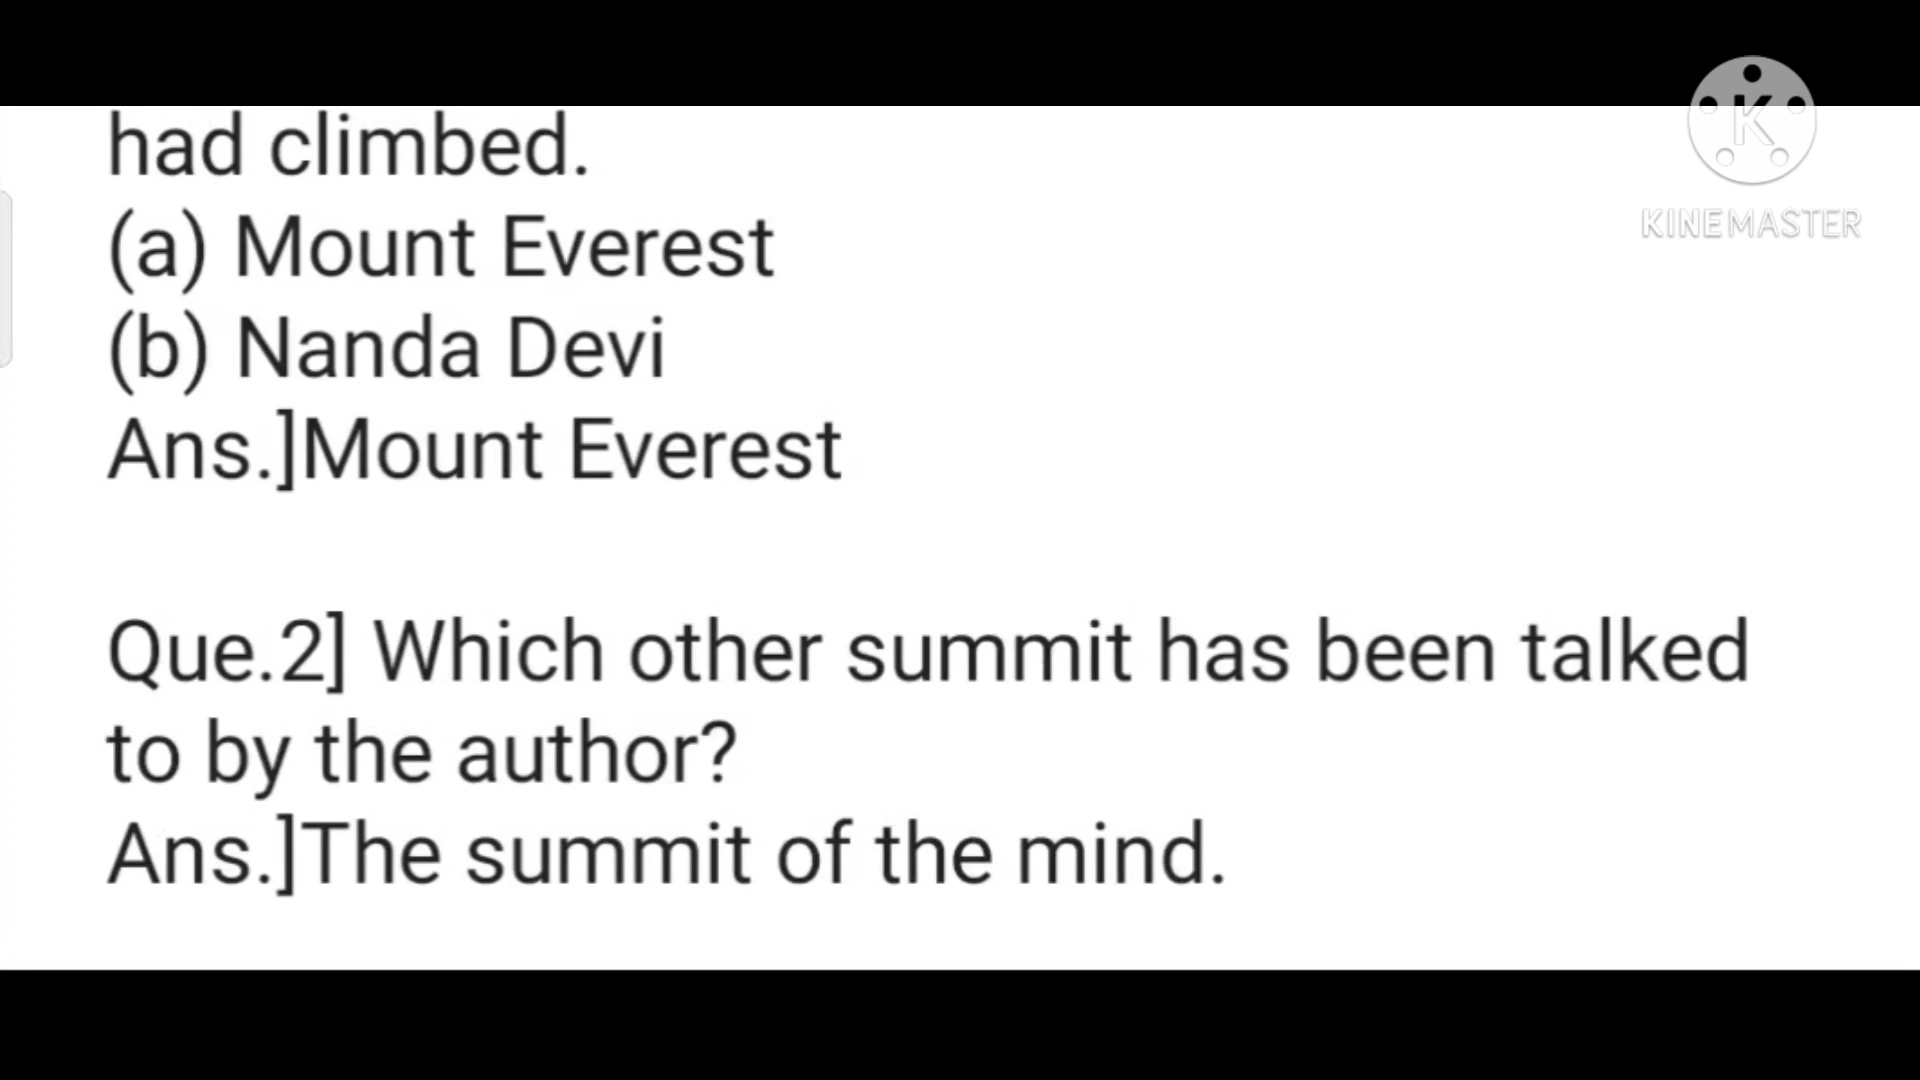 had climbed.
(a) Mount Everest
(b) Nanda Devi
Ans.]Mount Everest
Que.2] Which other summit has been talked
to by the author?
Ans.]The summit of the mind.
K
KINEMASTER